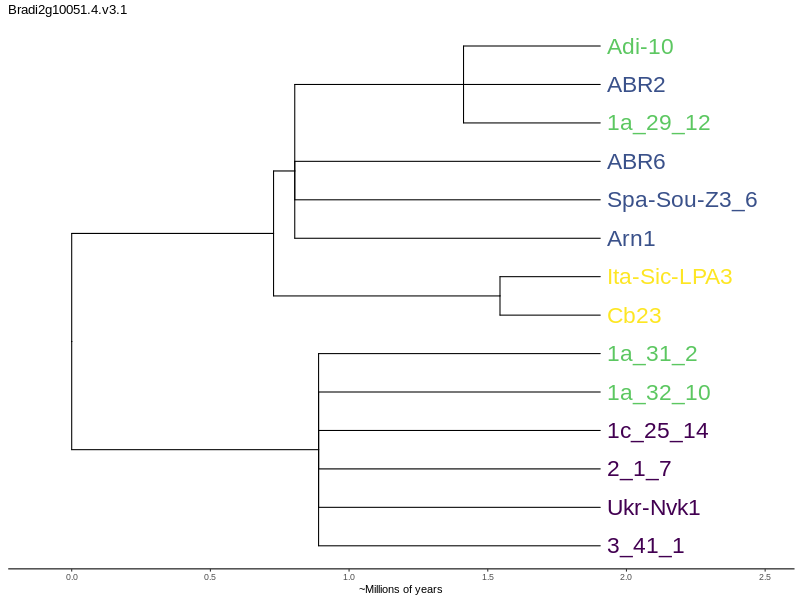 Bradi2g10051.4.v3.1
Adi-10
ABR2
1a_29_12
ABR6
Spa-Sou-Z3_6
Arn1
Ita-Sic-LPA3
Cb23
1a_31_2
1a_32_10
1c_25_14
2_1_7
Ukr-Nvk1
3_41_1
0.0 0.5 1.0 1.5 2.0 2.5
~Millions of years